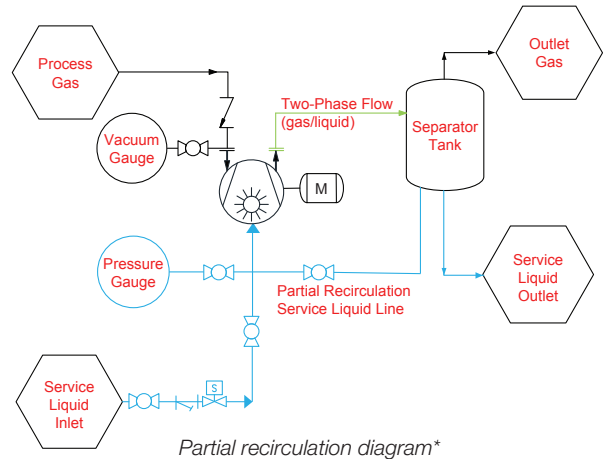 Process
Gas
Outlet
Gas
Two-Phase Flow
(gas/liquid)
Separator
Tank
Vacuum
Gauge
M
Pressure
Gauge
Partial Recirculation
Service Liquid Line
Service
Liquid
Outlet
S
Service
Liquid
Inlet
Partial recirculation diagram*